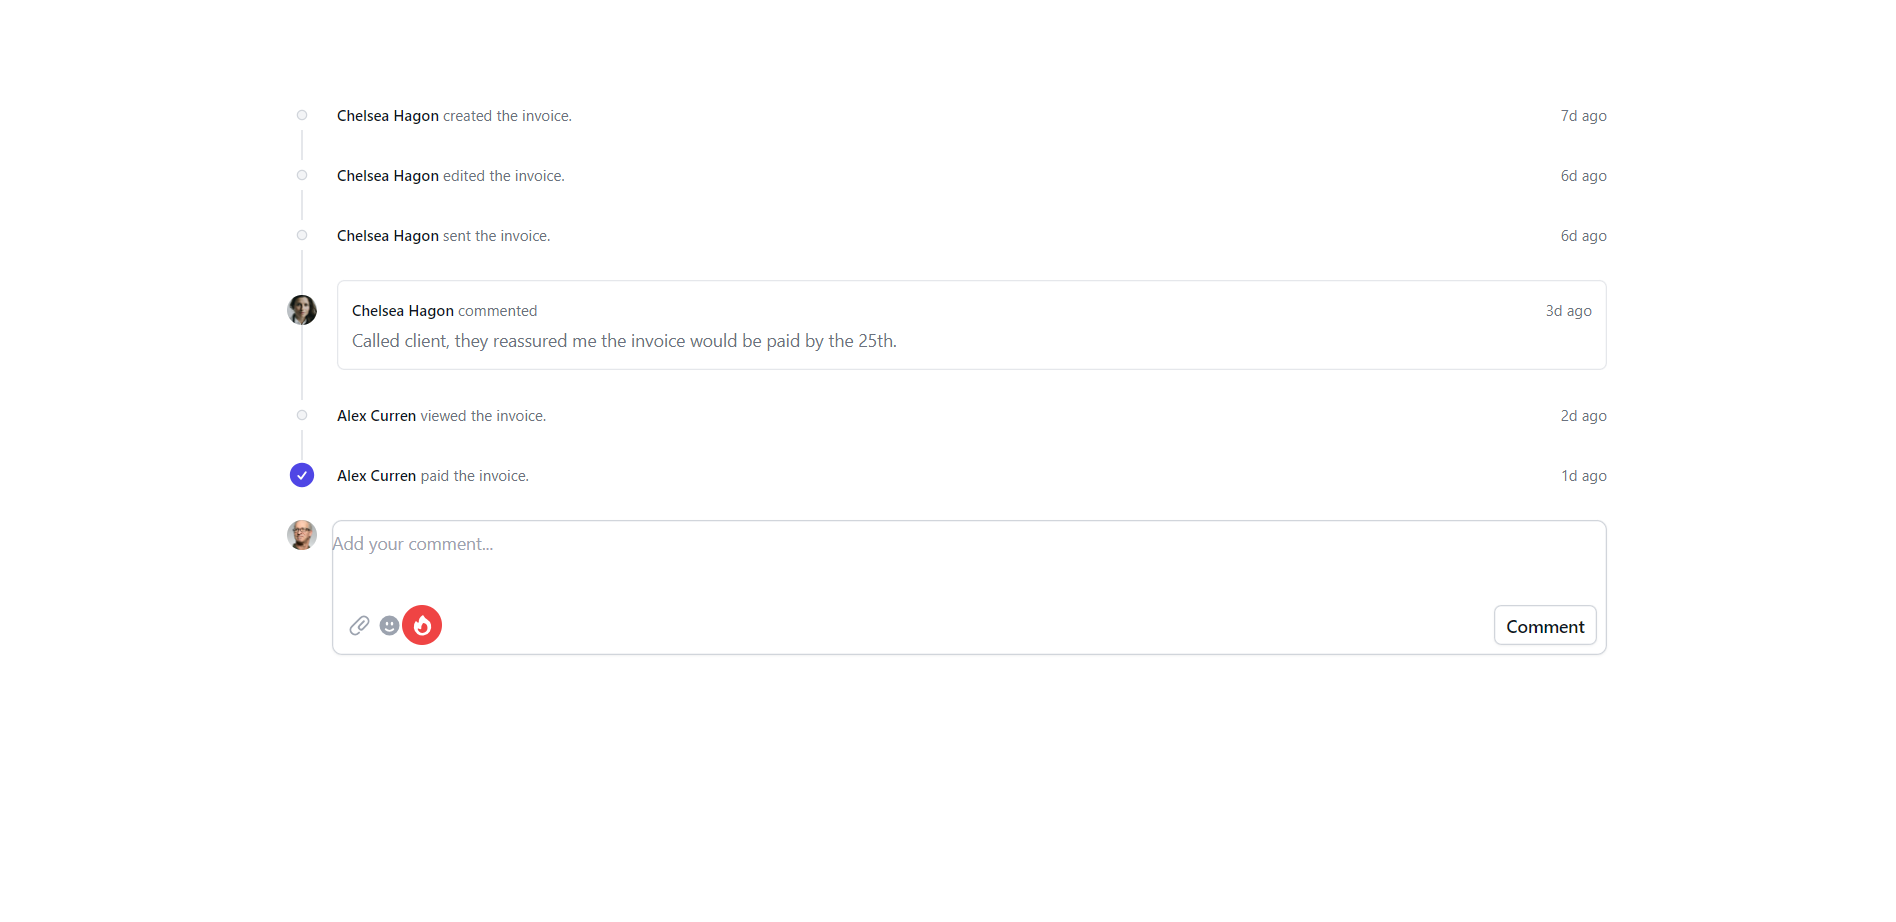 Chelsea Hagon created the invoice. 7d ago
Chelsea Hagon edited the invoice. 6d ago
Chelsea Hagon sent the invoice. 6d ago
Chelsea Hagon commented 3d ago
Called client, they reassured me the invoice would be paid by the 25th.
Alex Curren viewed the invoice. 2d ago
Alex Curren paid the invoice. 1d ago
Add your comment...
Comment